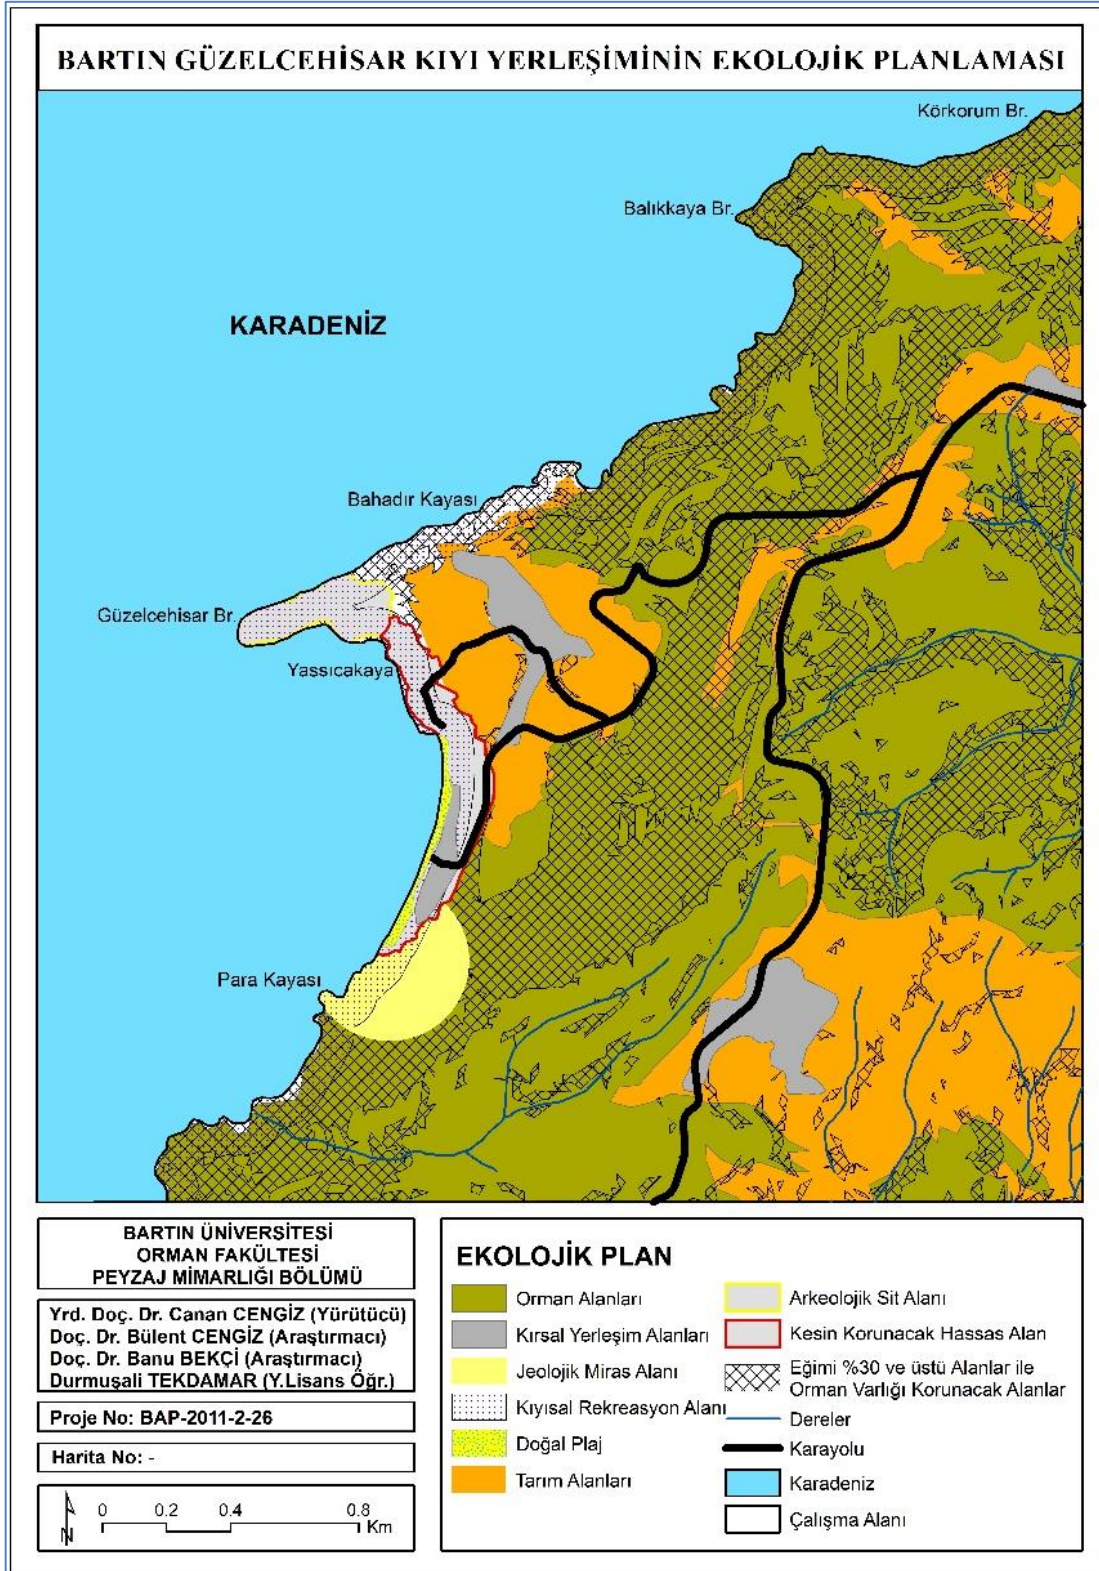 BARTIN GÜZELCEHİSAR KIYI YERLEŞİMİNİN EKOLOJİK PLANLAMASI
Körkorum Br.
Balıkkaya Br.
KARADENİZ
Bahadır Kayası
Güzelcehisar Br.
Yassıcakaya
Para Kayası
BARTIN ÜNİVERSİTESİ
ORMAN FAKÜLTESİ
PEYZAJ MİMARLIĞI BÖLÜMÜ
Yrd. Doç. Dr. Canan CENGİZ (Yürütücü)
Doç. Dr. Bülent CENGİZ (Araştırmacı)
Doç. Dr. Banu BEKÇİ (Araştırmacı)
Durmuşali TEKDAMAR (Y.Lisans Öğr.)
Proje No: BAP-2011-2-26
Harita No: -
N
0 0.2 0.4 0.8
Km
EKOLOJİK PLAN
Orman Alanları
Kırsal Yerleşim Alanları
Jeolojik Miras Alanı
Kıyısal Rekreasyon Alanı
Doğal Plaj
Tarım Alanları
Arkeolojik Sit Alanı
Kesin Korunacak Hassas Alan
Eğimi %30 ve üstü Alanlar ile
Orman Varlığı Korunacak Alanlar
Dereler
Karayolu
Karadeniz
Çalışma Alanı